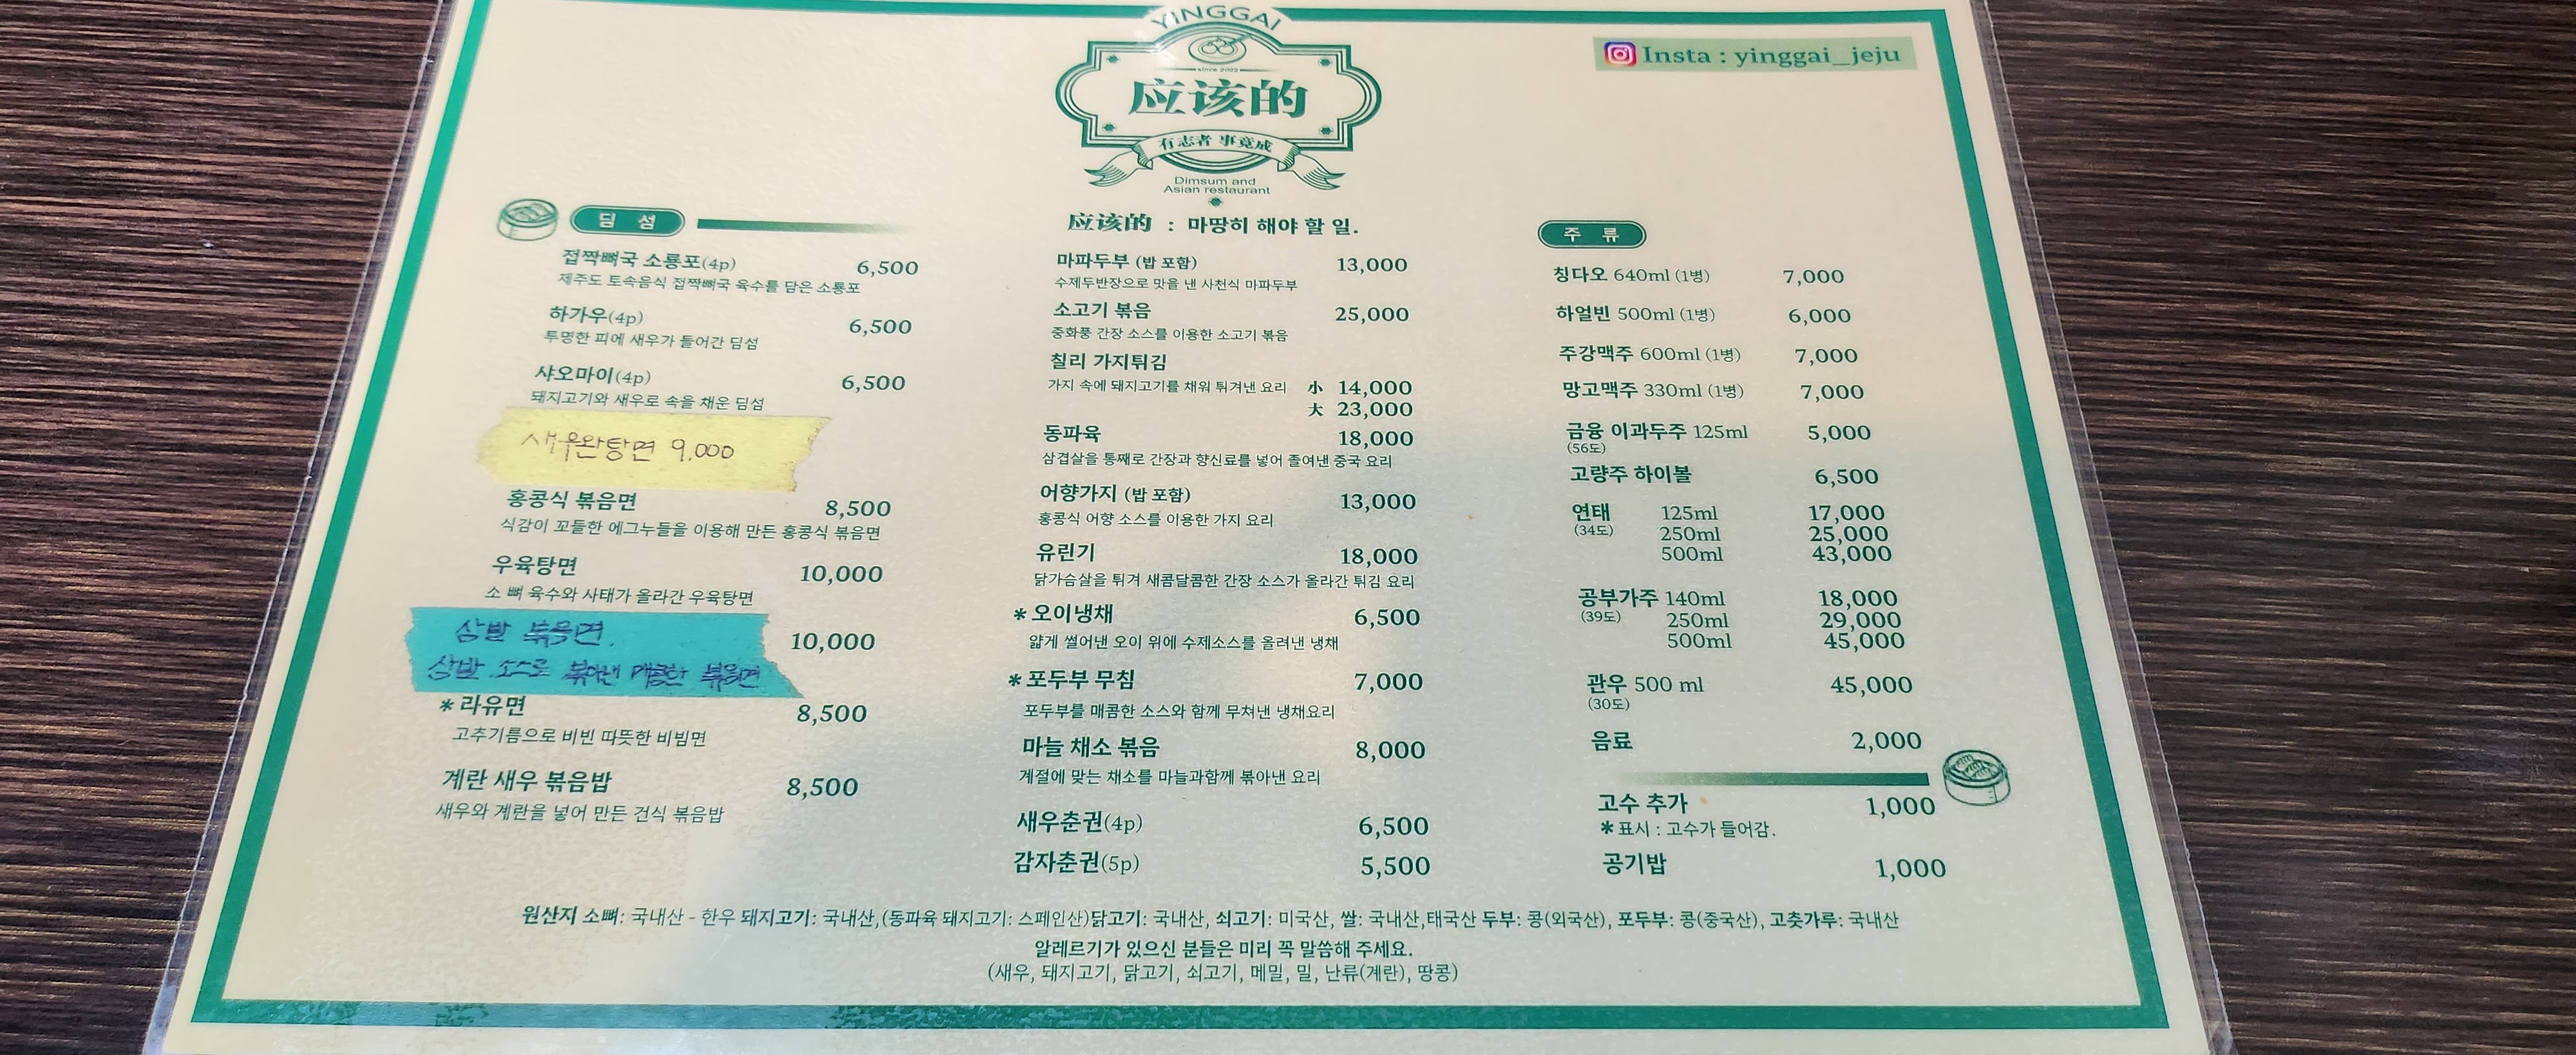 YINGGAI
since 2022
应该的
有志者 事竟成
Dimsum and
Asian restaurant
Insta : yinggai_jeju
딤 섬
접짝뼈국 소룡포(4p) 6,500
제주도 토속음식 접짝뼈국 육수를 담은 소룡포
하가우(4p) 6,500
투명한 피에 새우가 들어간 딤섬
샤오마이(4p) 6,500
돼지고기와 새우로 속을 채운 딤섬
새우완탕면 9,000
홍콩식 볶음면 8,500
식감이 꼬들한 에그누들을 이용해 만든 홍콩식 볶음면
우육탕면 10,000
소 뼈 육수와 사태가 올라간 우육탕면
상발 볶음면. 10,000
상발 소스로 볶아낸 매콤한 볶음면
*라유면 8,500
고추기름으로 비빈 따뜻한 비빔면
계란 새우 볶음밥 8,500
새우와 계란을 넣어 만든 건식 볶음밥
应该的 : 마땅히 해야 할 일.
마파두부 (밥 포함) 13,000
수제두반장으로 맛을 낸 사천식 마파두부
소고기 볶음 25,000
중화풍 간장 소스를 이용한 소고기 볶음
칠리 가지튀김
가지 속에 돼지고기를 채워 튀겨낸 요리 小 14,000
大 23,000
동파육 18,000
삼겹살을 통째로 간장과 향신료를 넣어 졸여낸 중국 요리
어향가지 (밥 포함) 13,000
홍콩식 어향 소스를 이용한 가지 요리
유린기 18,000
닭가슴살을 튀겨 새콤달콤한 간장 소스가 올라간 튀김 요리
*오이냉채 6,500
얇게 썰어낸 오이 위에 수제소스를 올려낸 냉채
*포두부 무침 7,000
포두부를 매콤한 소스와 함께 무쳐낸 냉채요리
마늘 채소 볶음 8,000
계절에 맞는 채소를 마늘과함께 볶아낸 요리
새우춘권(4p) 6,500
감자춘권(5p) 5,500
주 류
칭다오 640ml (1병) 7,000
하얼빈 500ml (1병) 6,000
주강맥주 600ml (1병) 7,000
망고맥주 330ml (1병) 7,000
금용 이과두주 125ml 5,000
(56도)
고량주 하이볼 6,500
연태 125ml 17,000
(34도) 250ml 25,000
500ml 43,000
공부가주 140ml 18,000
(39도) 250ml 29,000
500ml 45,000
관우 500 ml 45,000
(30도)
음료 2,000
고수 추가 1,000
*표시 : 고수가 들어감.
공기밥 1,000
원산지 소뼈: 국내산 - 한우 돼지고기: 국내산,(동파육 돼지고기: 스페인산)닭고기: 국내산, 쇠고기: 미국산, 쌀: 국내산,태국산 두부: 콩(외국산), 포두부: 콩(중국산), 고춧가루: 국내산
알레르기가 있으신 분들은 미리 꼭 말씀해 주세요.
(새우, 돼지고기, 닭고기, 쇠고기, 메밀, 밀, 난류(계란), 땅콩)